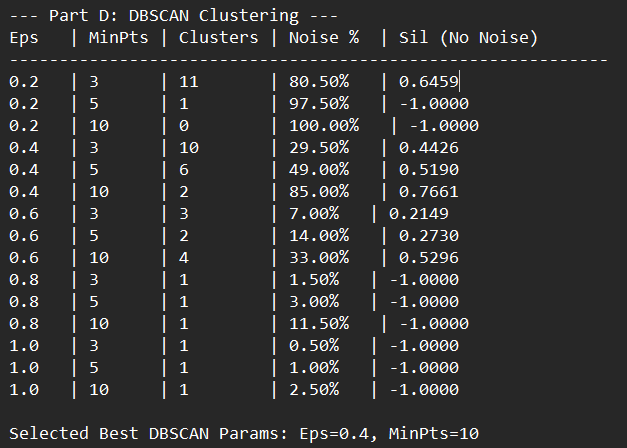 --- Part D: DBSCAN Clustering ---
Eps   | MinPts | Clusters | Noise %  | Sil (No Noise)
------------------------------------------------------------
0.2   | 3      | 11       | 80.50%   | 0.6459
0.2   | 5      | 1        | 97.50%   | -1.0000
0.2   | 10     | 0        | 100.00%   | -1.0000
0.4   | 3      | 10       | 29.50%   | 0.4426
0.4   | 5      | 6        | 49.00%   | 0.5190
0.4   | 10     | 2        | 85.00%   | 0.7661
0.6   | 3      | 3        | 7.00%   | 0.2149
0.6   | 5      | 2        | 14.00%   | 0.2730
0.6   | 10     | 4        | 33.00%   | 0.5296
0.8   | 3      | 1        | 1.50%   | -1.0000
0.8   | 5      | 1        | 3.00%   | -1.0000
0.8   | 10     | 1        | 11.50%   | -1.0000
1.0   | 3      | 1        | 0.50%   | -1.0000
1.0   | 5      | 1        | 1.00%   | -1.0000
1.0   | 10     | 1        | 2.50%   | -1.0000
Selected Best DBSCAN Params: Eps=0.4, MinPts=10